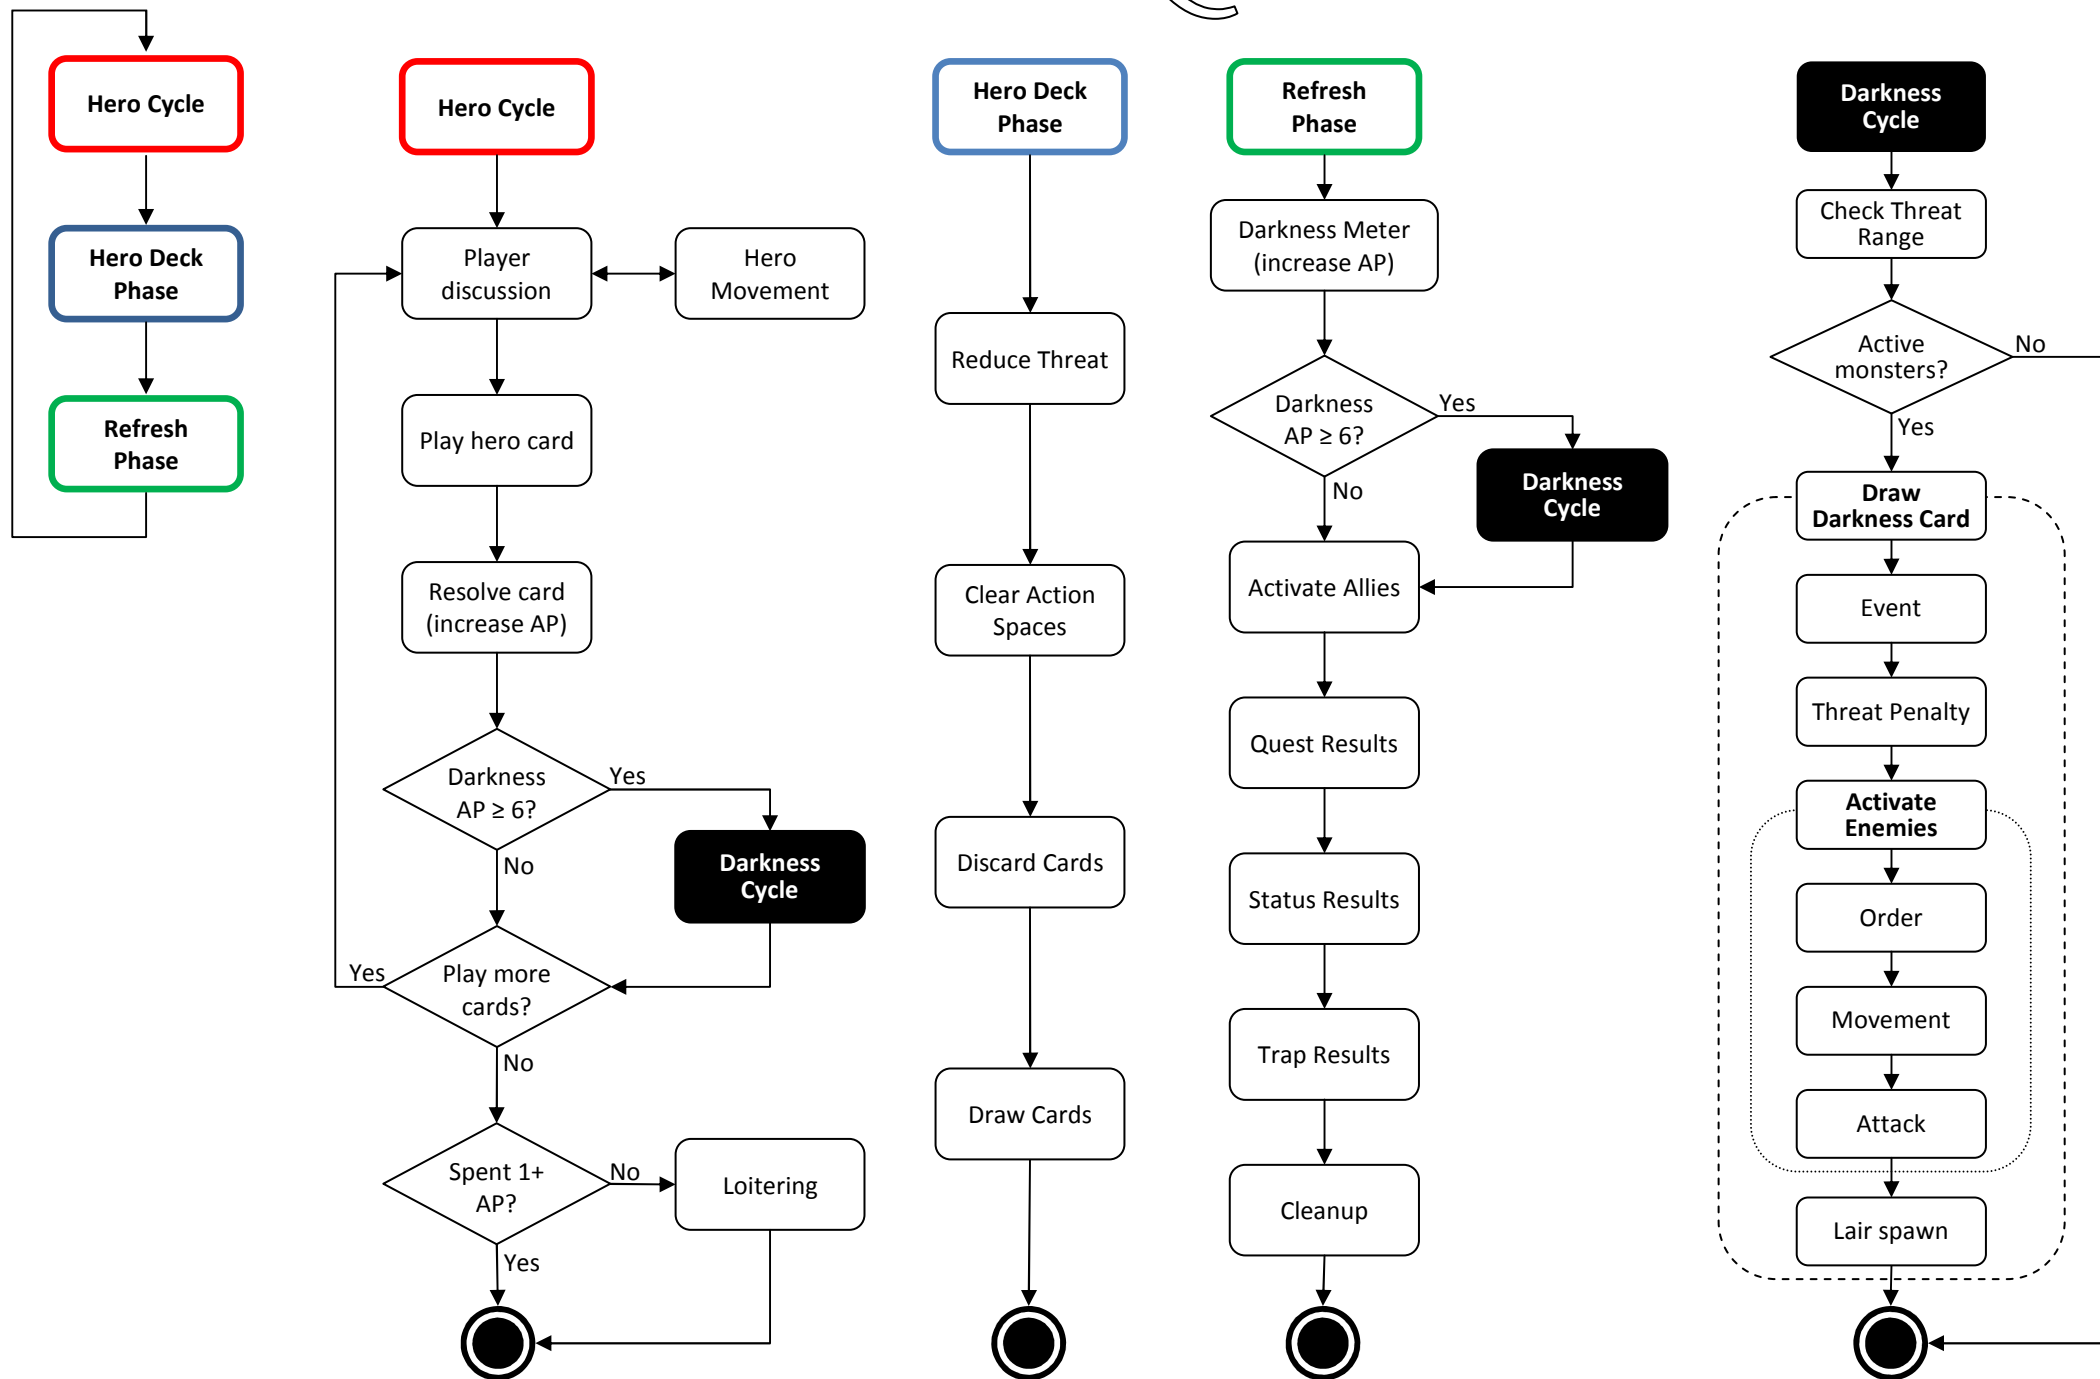 Hero Cycle
Hero Deck
Phase
Refresh
Phase
Hero Cycle
Player
discussion
Hero
Movement
Play hero card
Resolve card
(increase AP)
Darkness
AP ≥ 6?
Yes
No
Darkness
Cycle
Play more
cards?
Yes
No
Spent 1+
AP?
No
Loitering
Yes
Hero Deck
Phase
Reduce Threat
Clear Action
Spaces
Discard Cards
Draw Cards
Refresh
Phase
Darkness Meter
(increase AP)
Darkness
AP ≥ 6?
Yes
No
Darkness
Cycle
Activate Allies
Quest Results
Status Results
Trap Results
Cleanup
Darkness
Cycle
Check Threat
Range
Active
monsters?
No
Yes
Draw
Darkness Card
Event
Threat Penalty
Activate
Enemies
Order
Movement
Attack
Lair spawn